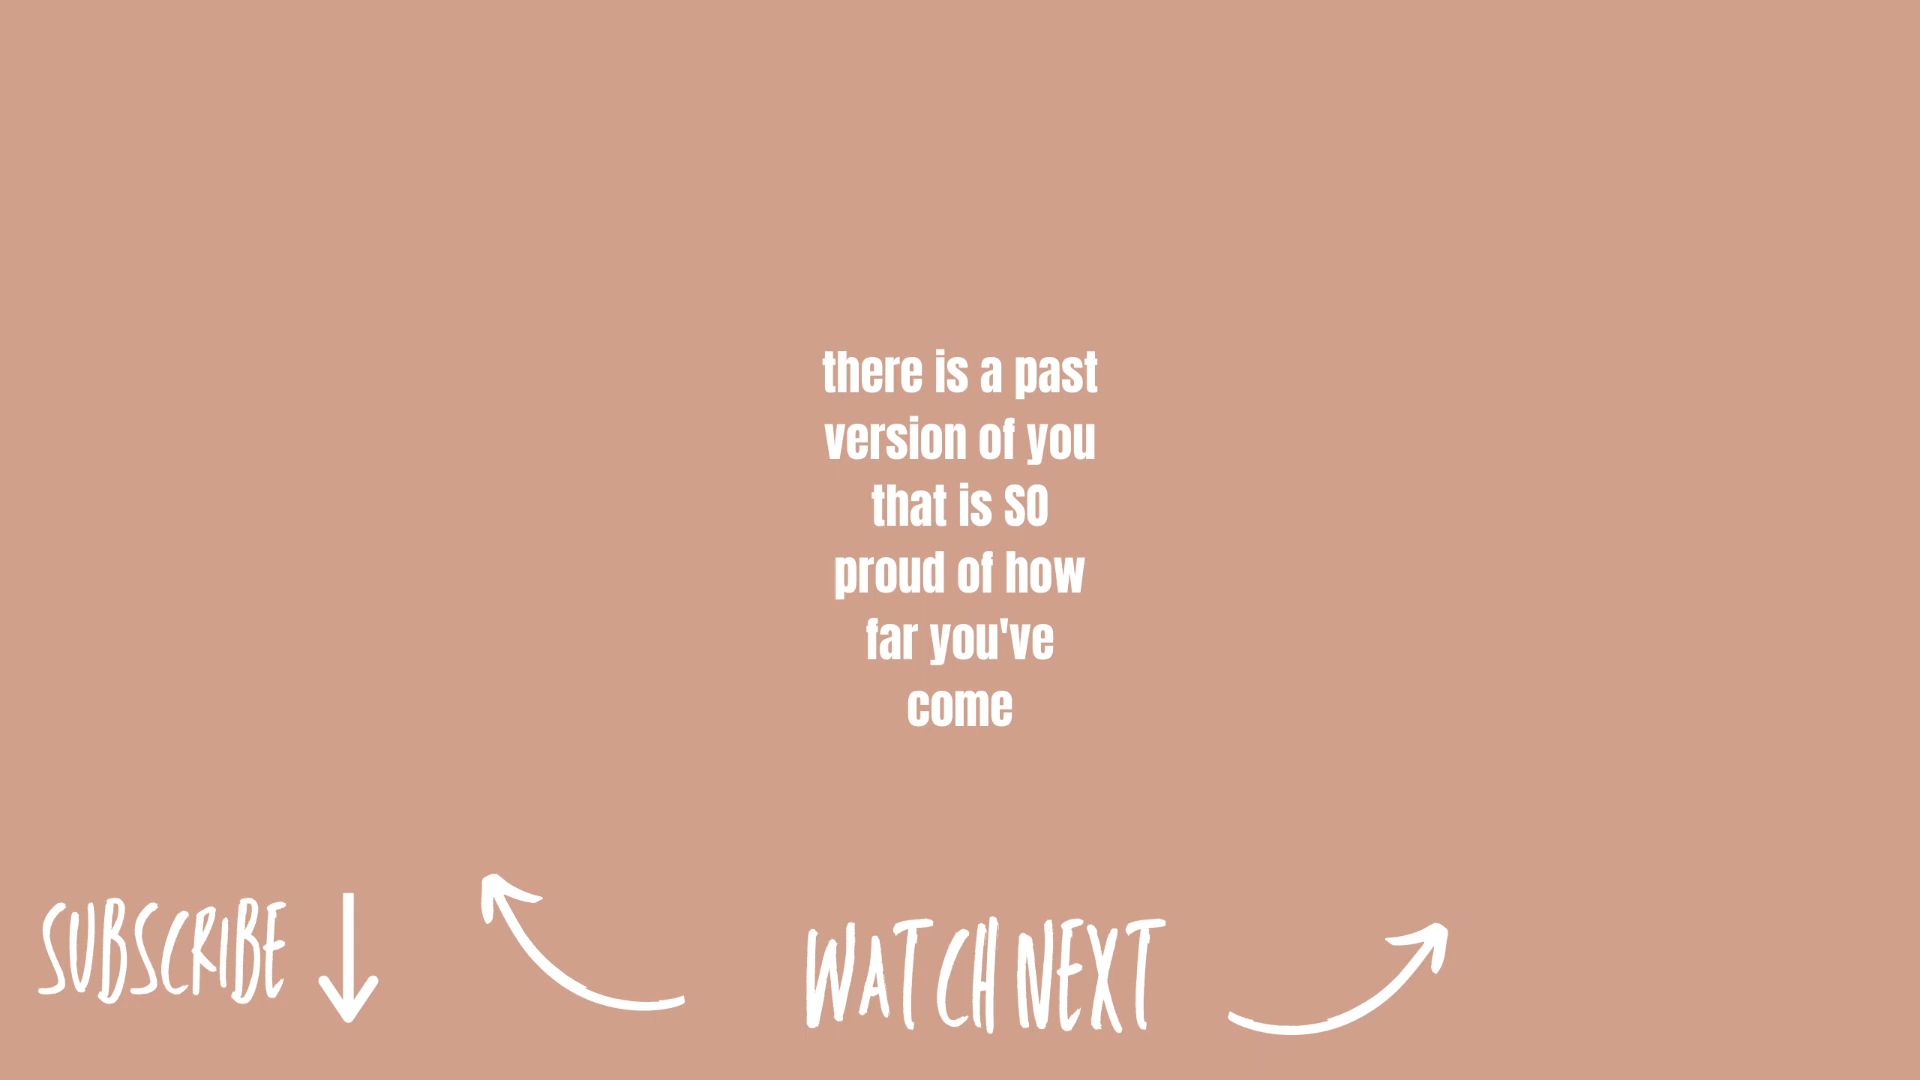 there is a past
version of you
that is SO
proud of how
far you've
come
SUBSCRIBE
WATCH NEXT